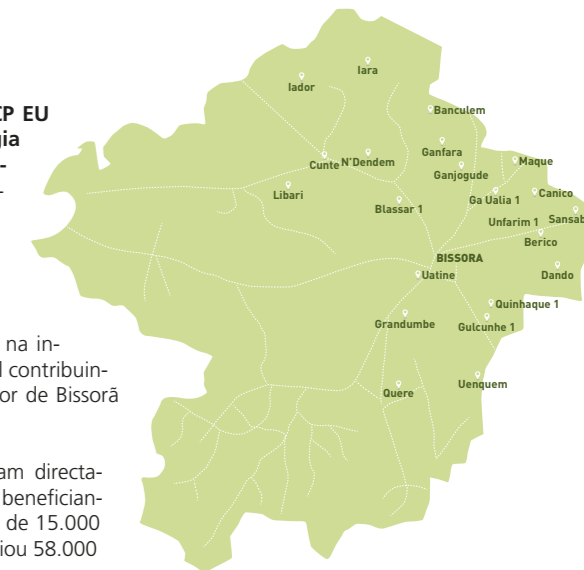 CP EU
gia
-
-
na in-
l contribuin-
or de Bissorã
am directa-
benefician-
de 15.000
iou 58.000
Iara
Iador
Banculem
Ganfara
Maque
Cunte N'Dendem
Ganjogude
Libari
Ga Ualia 1 Canico
Blassar 1
Unfarim 1 Sansab
Berico
BISSORA
Uatine
Dando
Quinhaque 1
Grandumbe
Gulcunhe 1
Quere
Uenquem